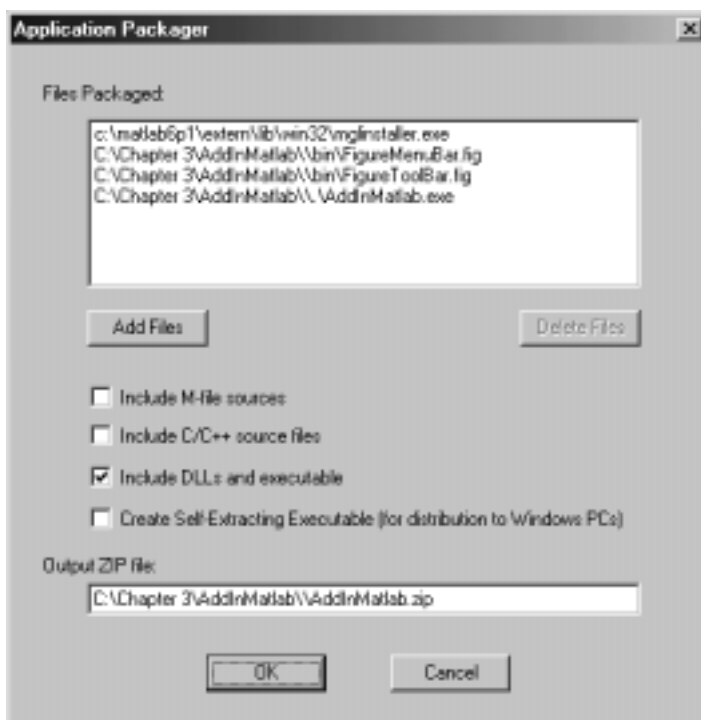 Application Packager
Files Packaged:
c:\matlab6p1\extern\lib\win32\mglinstaller.exe
C:\Chapter 3\AddInMatlab\\bin\FigureMenuBar.fig
C:\Chapter 3\AddInMatlab\\bin\FigureToolBar.fig
C:\Chapter 3\AddInMatlab\\.\AddInMatlab.exe
Add Files
Delete Files
Include M-file sources
Include C/C++ source files
Include DLLs and executable
Create Self-Extracting Executable (for distribution to Windows PCs)
Output ZIP file:
C:\Chapter 3\AddInMatlab\\AddInMatlab.zip
OK
Cancel